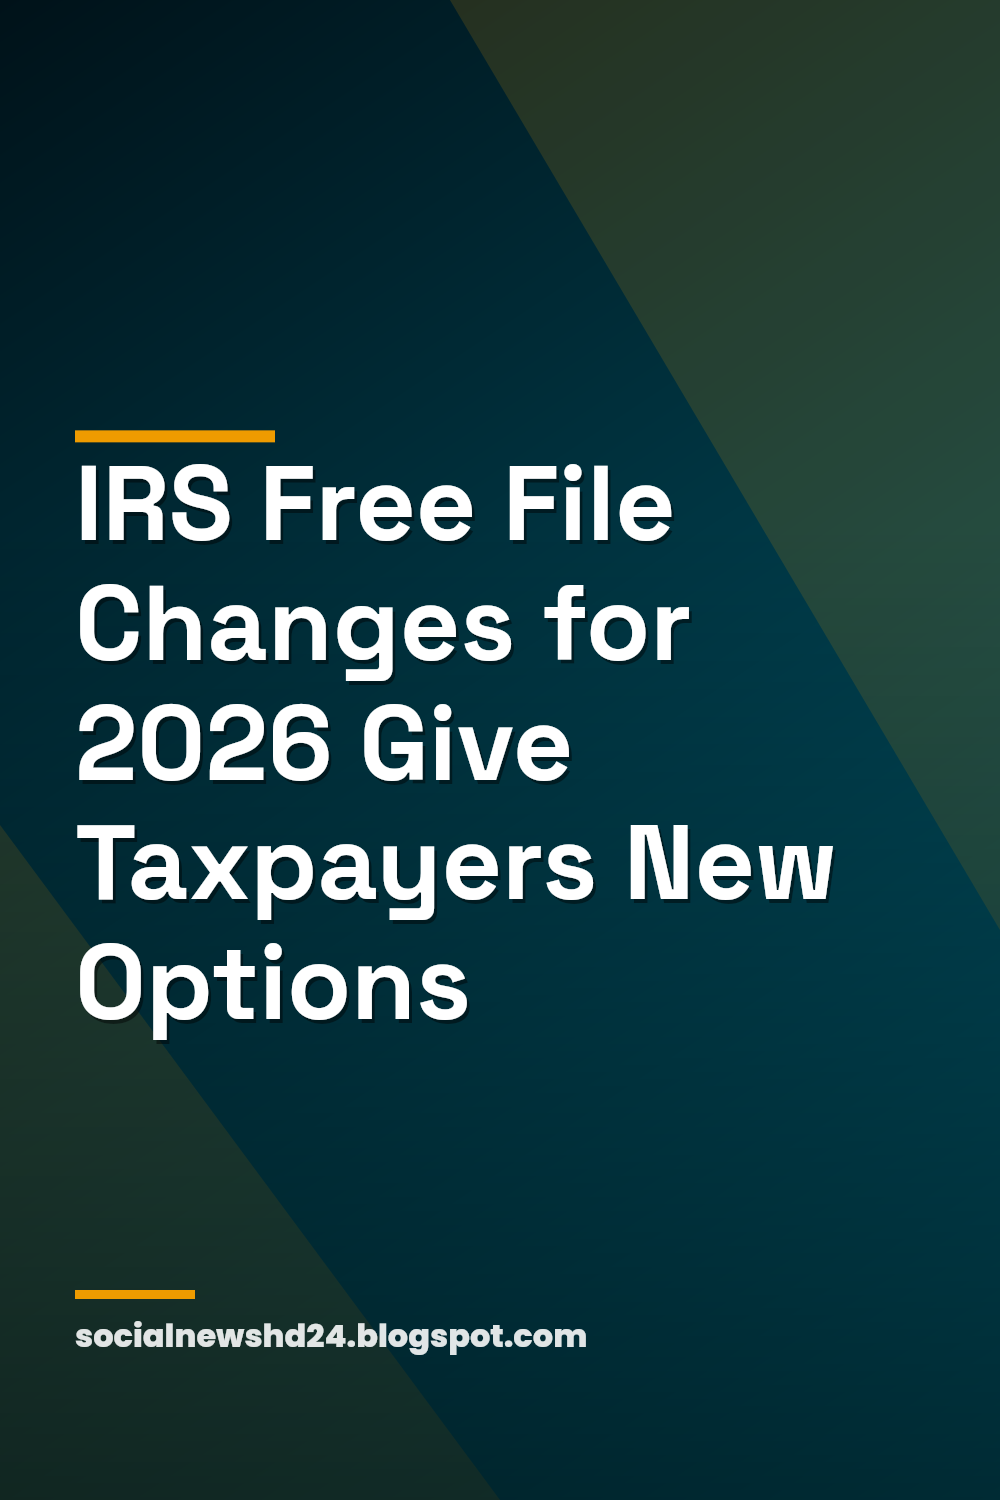 IRS Free File
Changes for
2026 Give
Taxpayers New
Options
socialnewshd24.blogspot.com